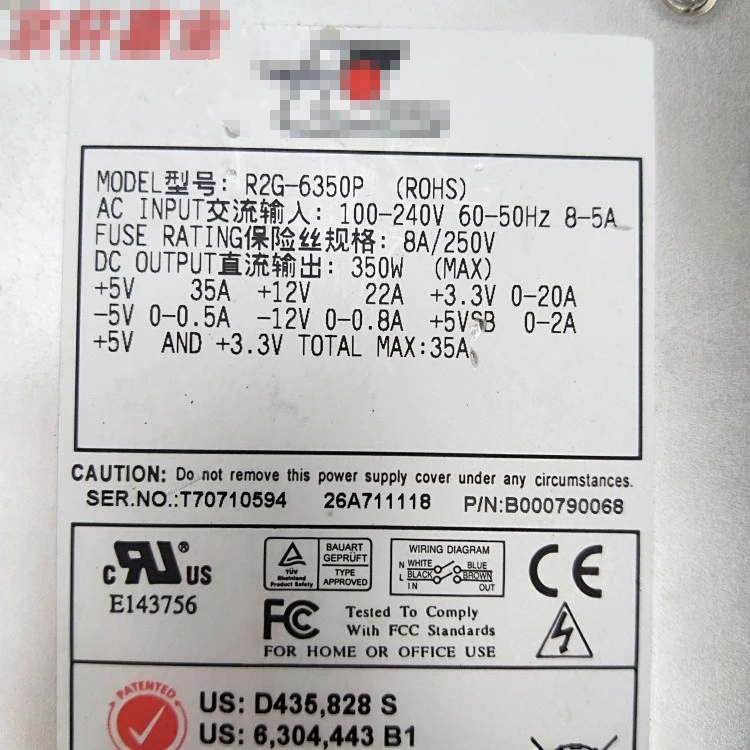 MODEL型号: R2G-6350P (ROHS)
AC INPUT交流输入: 100-240V 60-50Hz 8-5A
FUSE RATING保险丝规格: 8A/250V
DC OUTPUT直流输出: 350W (MAX)
+5V 35A +12V 22A +3.3V 0-20A
-5V 0-0.5A -12V 0-0.8A +5VSB 0-2A
+5V AND +3.3V TOTAL MAX:35A
CAUTION: Do not remove this power supply cover under any circumstances.
SER.NO.:T70710594 26A711118 P/N:B000790068
c RU ® US
E143756
TÜV
Rheinland
Product Safety
BAUART
GEPRÜFT
TYPE
APPROVED
WIRING DIAGRAM
N WHITE BLUE
L BLACK BROWN
IN OUT
CE
FC
Tested To Comply
With FCC Standards
FOR HOME OR OFFICE USE
PATENTED
US: D435,828 S
US: 6,304,443 B1